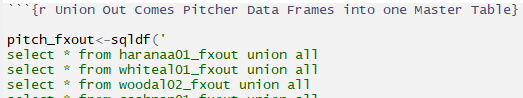 ```{r Union Out Comes Pitcher Data Frames into one Master Table}
pitch_fxout<-sqldf('
select * from haranaa01_fxout union all
select * from whiteal01_fxout union all
select * from woodal02_fxout union all